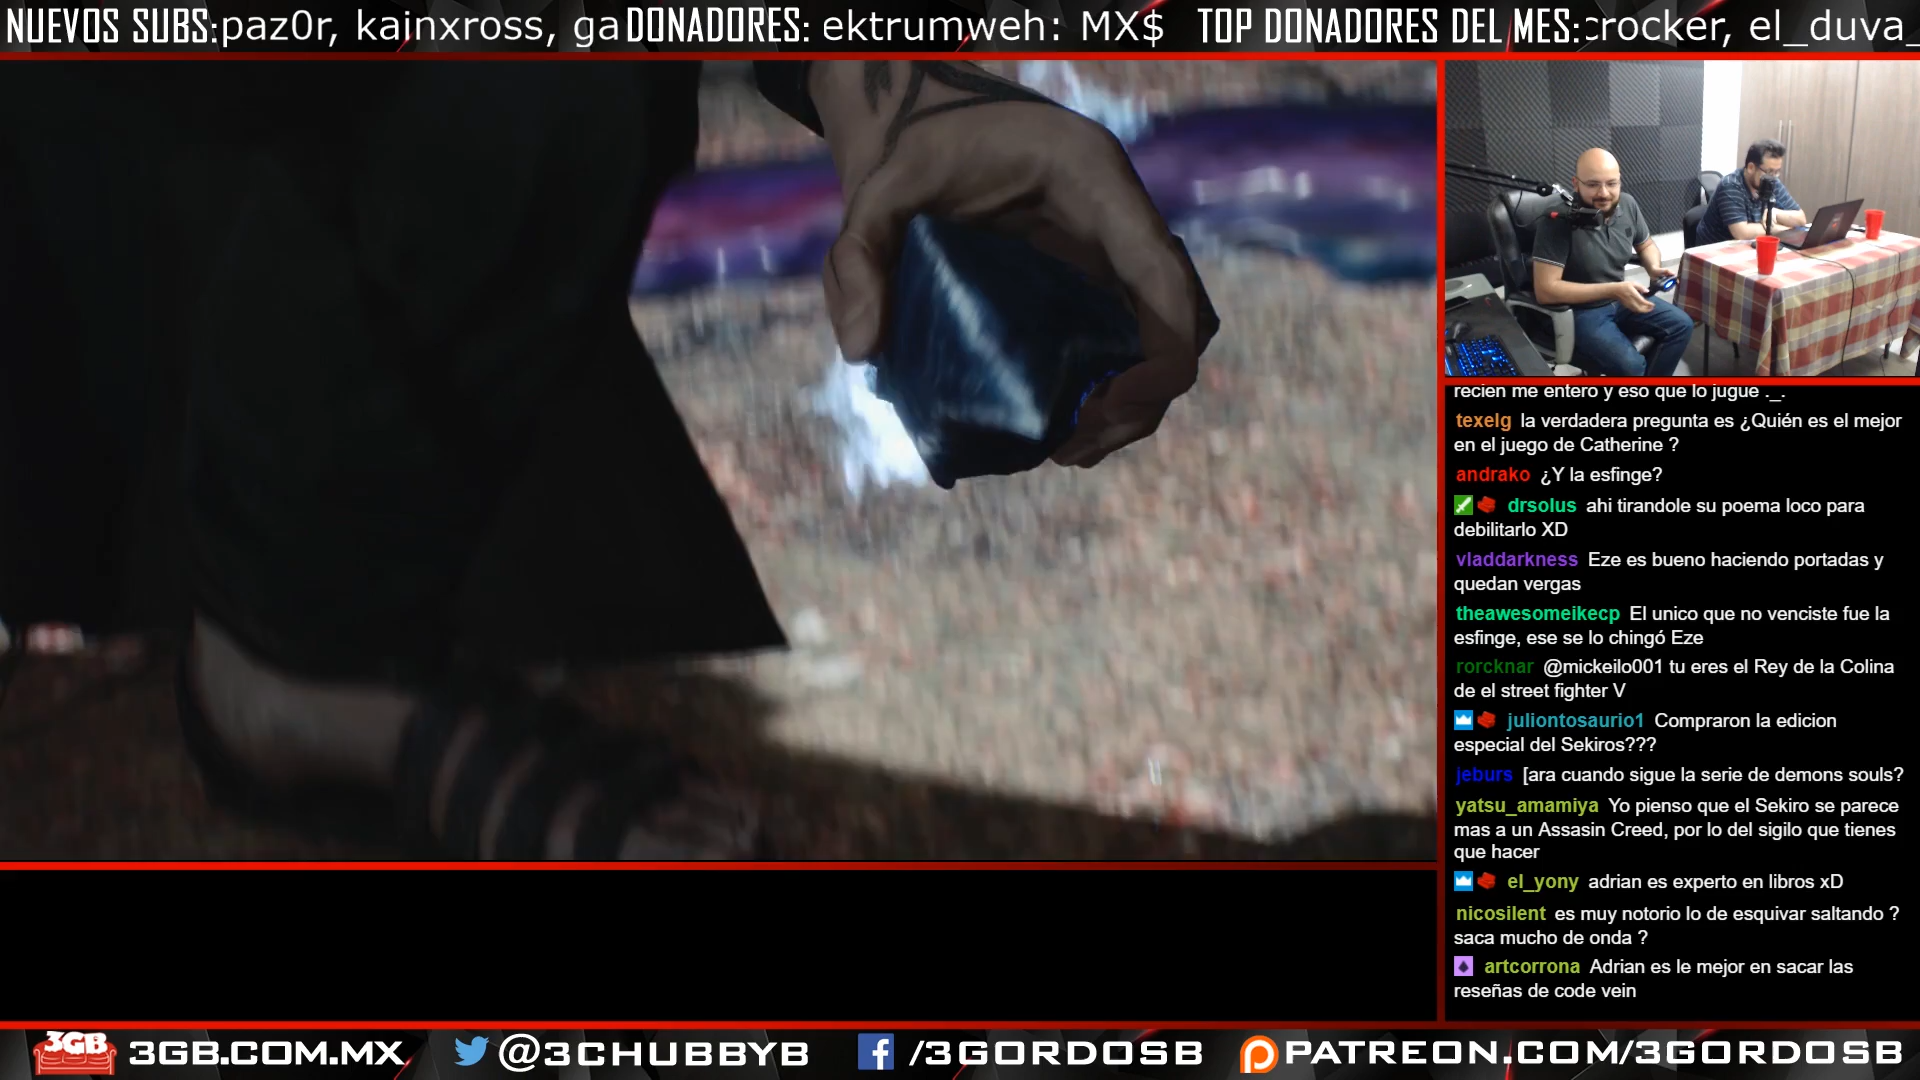 NUEVOS SUBS: paz0r, kainxross, ga
DONADORES: ektrumweh: MX$
TOP DONADORES DEL MES: crocker, el_duva_
recien me entero y eso que lo jugue ._.
texelg la verdadera pregunta es ¿Quién es el mejor
en el juego de Catherine ?
andrako ¿Y la esfinge?
drsolus ahi tirandole su poema loco para
debilitarlo XD
vladdarkness Eze es bueno haciendo portadas y
quedan vergas
theawesomeikecp El unico que no venciste fue la
esfinge, ese se lo chingó Eze
rorcknar @mickeilo001 tu eres el Rey de la Colina
de el street fighter V
juliontosaurio1 Compraron la edicion
especial del Sekiros???
jeburs [ara cuando sigue la serie de demons souls?
yatsu_amamiya Yo pienso que el Sekiro se parece
mas a un Assasin Creed, por lo del sigilo que tienes
que hacer
el_yony adrian es experto en libros xD
nicosilent es muy notorio lo de esquivar saltando ?
saca mucho de onda ?
artcorrona Adrian es le mejor en sacar las
reseñas de code vein
3GB 3GB.COM.MX
@3CHUBBYB
/3GORDOSB
PATREON.COM/3GORDOSB